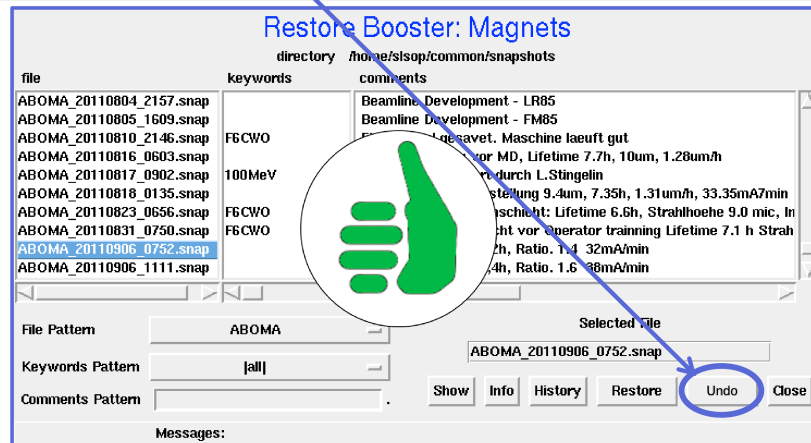 Restore Booster: Magnets
directory /home/slsop/common/snapshots
file keywords comments
ABOMA_20110804_2157.snap Beamline Development - LR85
ABOMA_20110805_1609.snap Beamline Development - FM85
ABOMA_20110810_2146.snap F6CWO gesavet. Maschine laeuft gut
ABOMA_20110816_0603.snap vor MD, Lifetime 7.7h, 10um, 1.28um/h
ABOMA_20110817_0902.snap 100MeV durch L.Stingelin
ABOMA_20110818_0135.snap 9.4um, 7.35h, 1.31um/h, 33.35mA7min
ABOMA_20110823_0656.snap F6CWO Lifetime 6.6h, Strahlhoehe 9.0 mic, In
ABOMA_20110831_0750.snap F6CWO vor Operator trainning Lifetime 7.1 h Strah
ABOMA_20110906_0752.snap Ratio. 1.4 32mA/min
ABOMA_20110906_1111.snap Ratio. 1.6 38mA/min
File Pattern ABOMA Selected File
ABOMA_20110906_0752.snap
Keywords Pattern |all|
Comments Pattern . Show Info History Restore Undo Close
Messages: